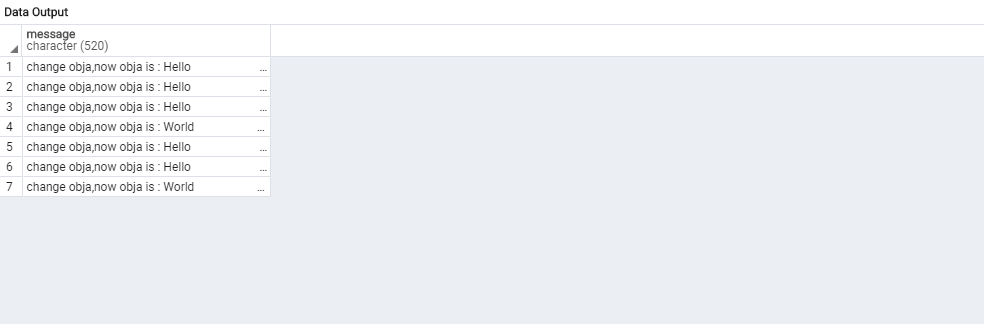 Data Output
message
character (520)
1 change obja,now obja is : Hello ...
2 change obja,now obja is : Hello ...
3 change obja,now obja is : Hello ...
4 change obja,now obja is : World ...
5 change obja,now obja is : Hello ...
6 change obja,now obja is : Hello ...
7 change obja,now obja is : World ...